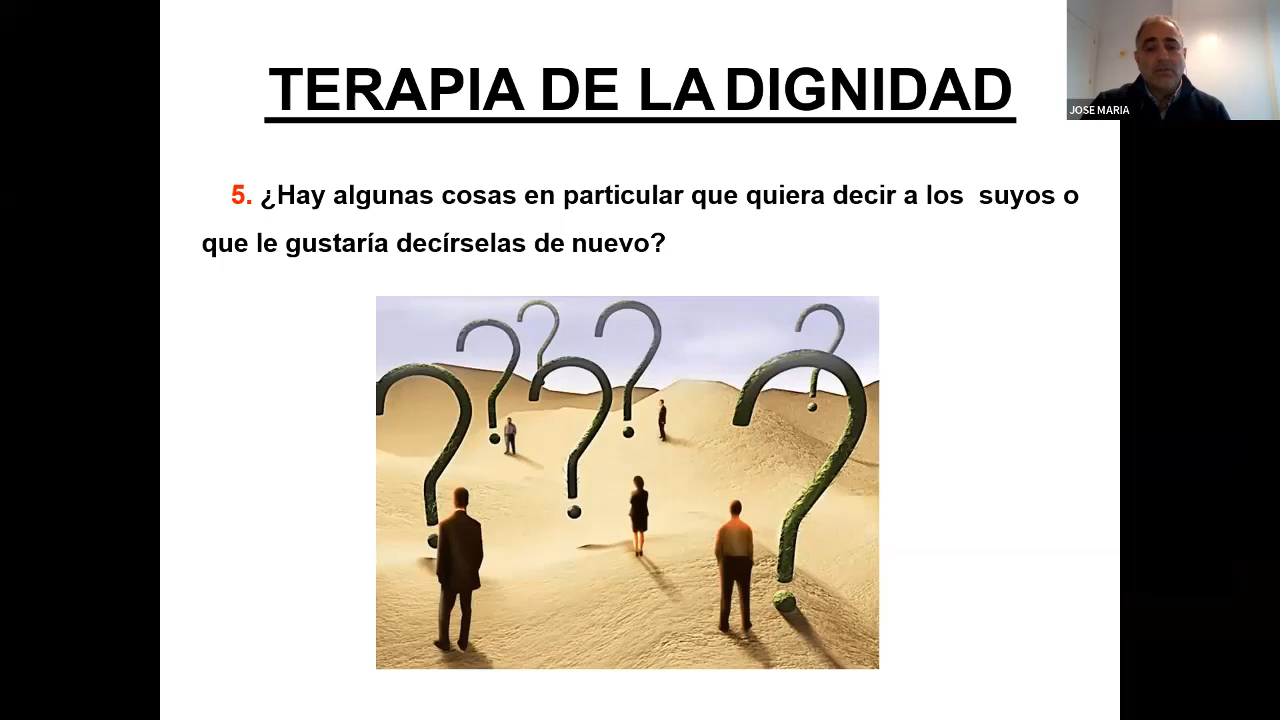 TERAPIA DE LA DIGNIDAD
JOSE MARIA
5. ¿Hay algunas cosas en particular que quiera decir a los suyos o
que le gustaría decírselas de nuevo?